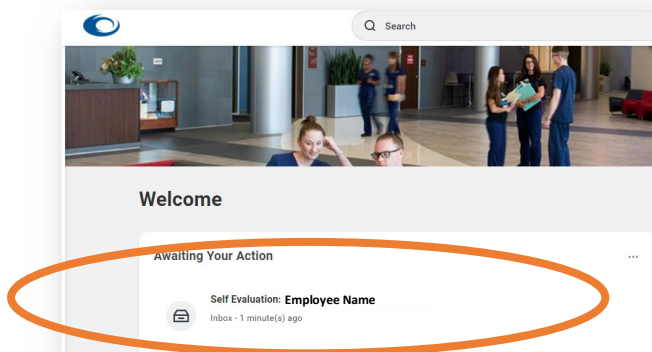 Search
Welcome
Awaiting Your Action
Self Evaluation: Employee Name
Inbox - 1 minute(s) ago